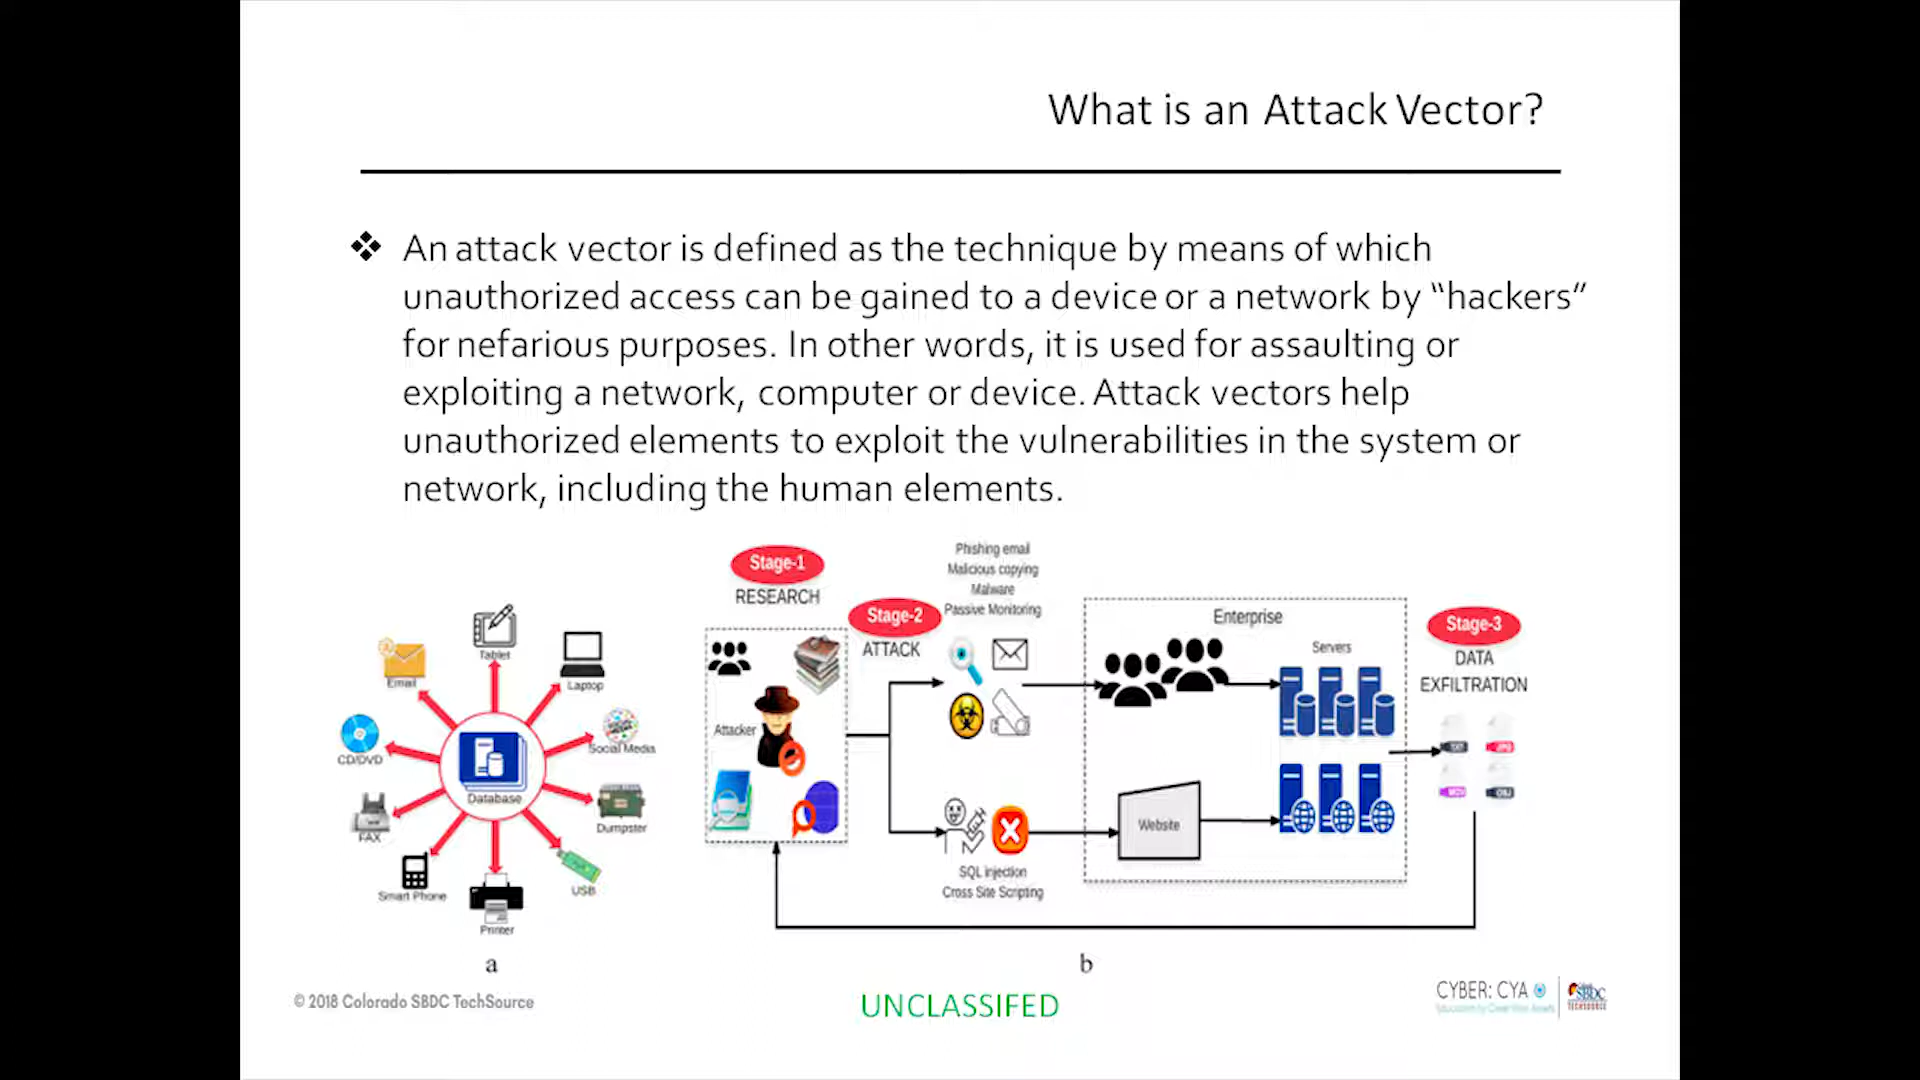 What is an Attack Vector?
❖ An attack vector is defined as the technique by means of which
unauthorized access can be gained to a device or a network by “hackers”
for nefarious purposes. In other words, it is used for assaulting or
exploiting a network, computer or device. Attack vectors help
unauthorized elements to exploit the vulnerabilities in the system or
network, including the human elements.
Tablet
Email
Laptop
CD/DVD
Social Media
Database
FAX
Dumpster
Smart Phone
USB
Printer
a
Stage-1
RESEARCH
Attacker
Stage-2
ATTACK
Phishing email
Malicious copying
Malware
Passive Monitoring
SQL injection
Cross Site Scripting
Enterprise
Servers
Website
Stage-3
DATA
EXFILTRATION
TXT
JPG
b
© 2018 Colorado SBDC TechSource
UNCLASSIFED
CYBER: CYA
SBDC
TECHSOURCE